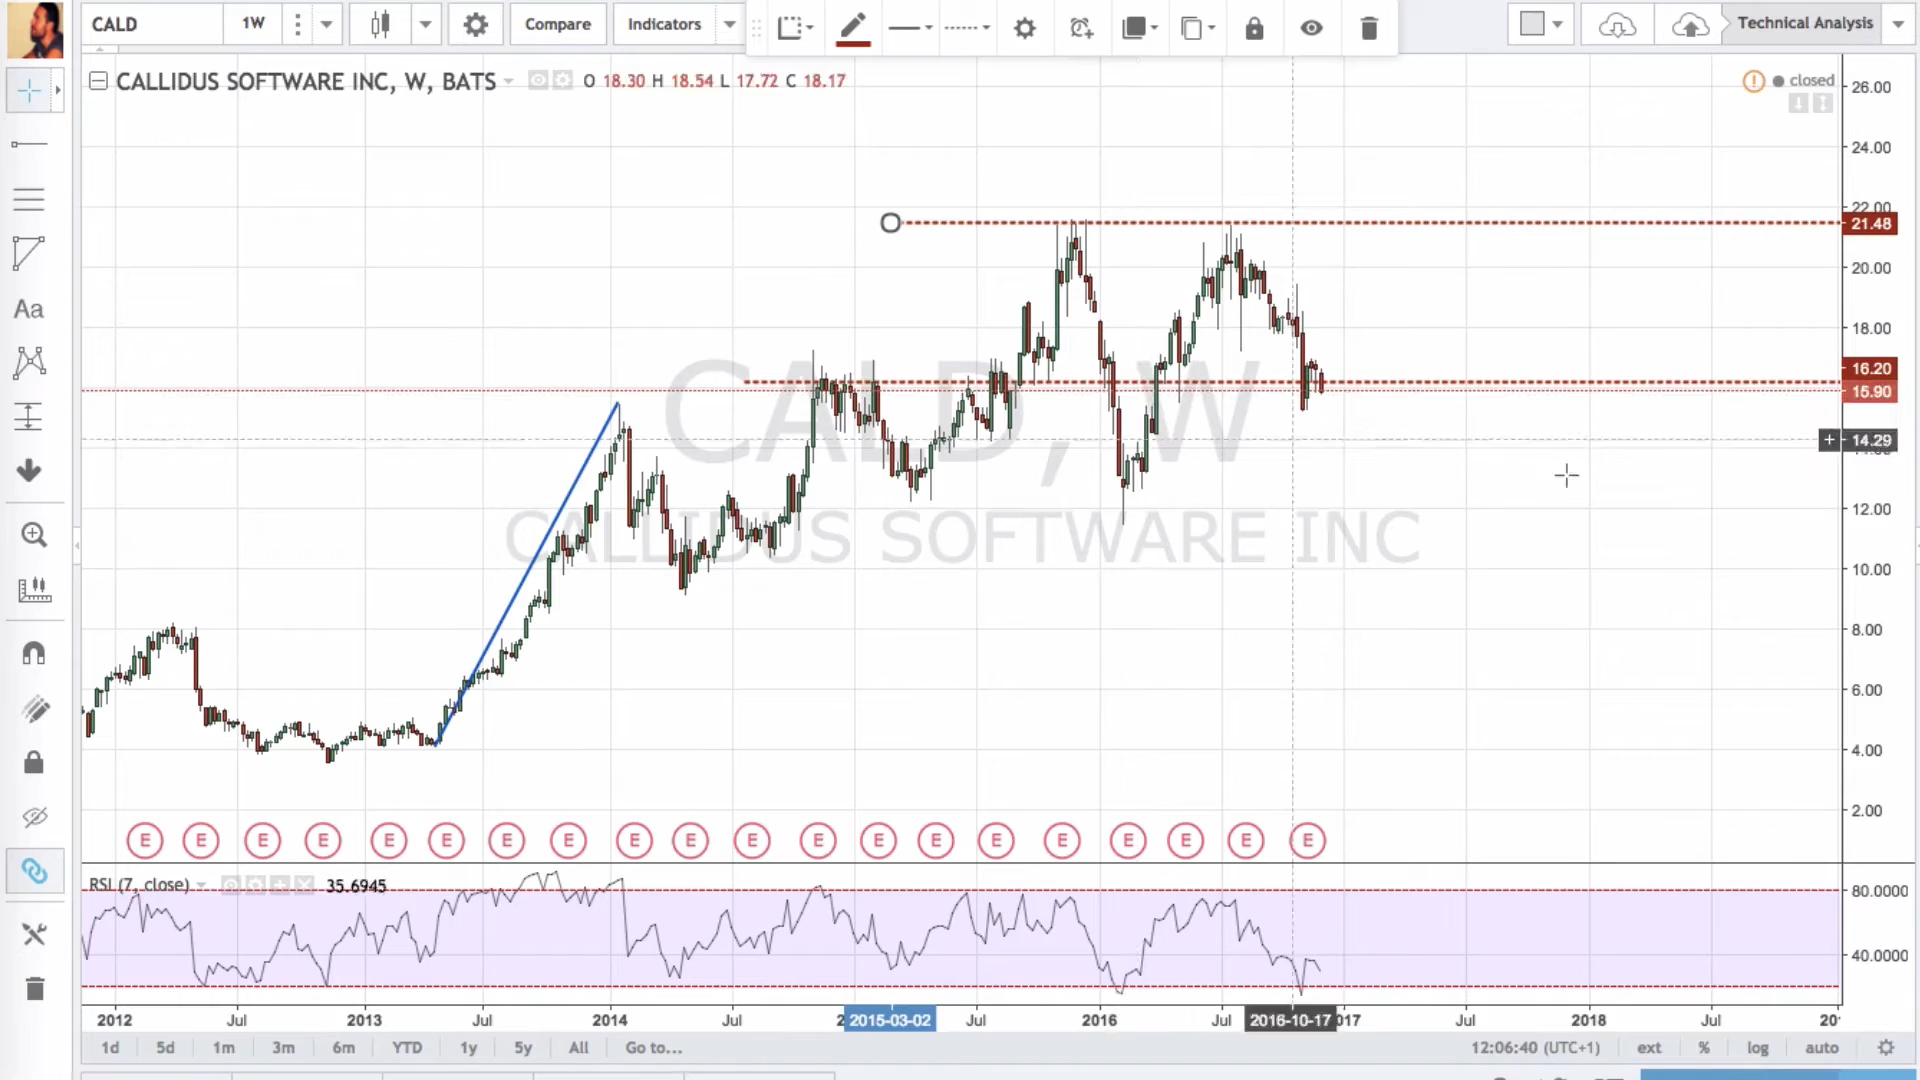 CALD 1W Compare Indicators Technical Analysis
CALLIDUS SOFTWARE INC, W, BATS O 18.30 H 18.54 L 17.72 C 18.17
closed
26.00
24.00
22.00
21.48
20.00
18.00
16.20
15.90
14.29
12.00
10.00
8.00
6.00
4.00
2.00
Aa
CALD, W
CALLIDUS SOFTWARE INC
E E E E E E E E E E E E E E E E E E E E
RSI (7, close) 35.6945
80.0000
40.0000
2012 Jul 2013 Jul 2014 Jul 2 2015-03-02 Jul 2016 Jul 2016-10-17 017 Jul 2018 Jul 20
1d 5d 1m 3m 6m YTD 1y 5y All Go to... 12:06:40 (UTC+1) ext % log auto